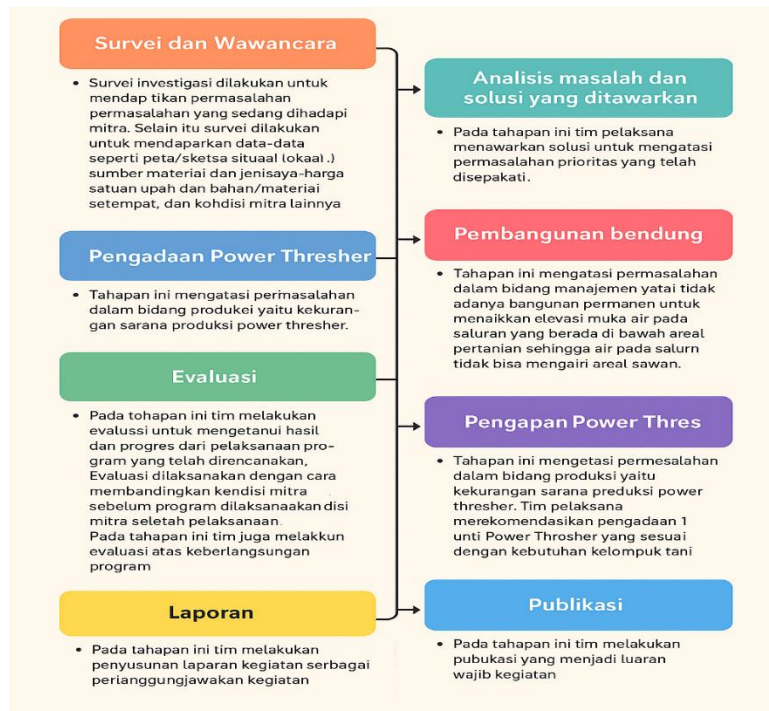 Survei dan Wawancara
• Survei investigasi dilakukan untuk
mendap tikan permasalahan
permasalahan yang sedang dihadapi
mitra. Selain itu survei dilakukan
untuk mendaparkan data-data
seperti peta/sketsa situaal (okaa).)
sumber materiai dan jenisaya-harga
satuan upah dan bahan/materiai
setempat, dan kohdisi mitra lainnya
Analisis masalah dan
solusi yang ditawarkan
• Pada tahapan ini tim pelaksana
menawarkan solusi untuk mengatasi
permasalahan prioritas yang telah
disepakati.
Pengadaan Power Thresher
• Tahapan ini mengatasi permasalahan
dalam bidang produkei yaitu kekuran-
gan sarana produksi power thresher.
Pembangunan bendung
• Tahapan ini mengatasi permasalahan
dalam bidang manajemen yatai tidak
adanya bangunan permanen untuk
menaikkan elevasi muka air pada
saluran yang berada di bawah areal
pertanian sehingga air pada salurn
tidak bisa mengairi areal sawan.
Evaluasi
• Pada tohapan ini tim melakukan
evalussi untuk mengetanui hasil
dan progres dari pelaksanaan pro-
gram yang telah direncanakan,
Evaluasi dilaksanakan dengan cara
membandingkan kendisi mitra
sebelum program dilaksanaakan disi
mitra seletah pelaksanaan.
Pada tahapan ini tim juga melakkun
evaluasi atas keberlangsungan
program
Pengapan Power Thres
• Tahapan ini mengetasi permesalahan
dalam bidang produksi yaitu
kekurangan sarana preduksi power
thresher. Tim pelaksana
merekomendasikan pengadaan 1
unti Power Throsher yang sesuai
dengan kebutuhan kelompuk tani
Laporan
• Pada tahapan ini tim melakukan
penyusunan laparan kegiatan serbagai
perianggungjawakan kegiatan
Publikasi
• Pada tahapan ini tim melakukan
pubukasi yang menjadi luaran
wajib kegiatan